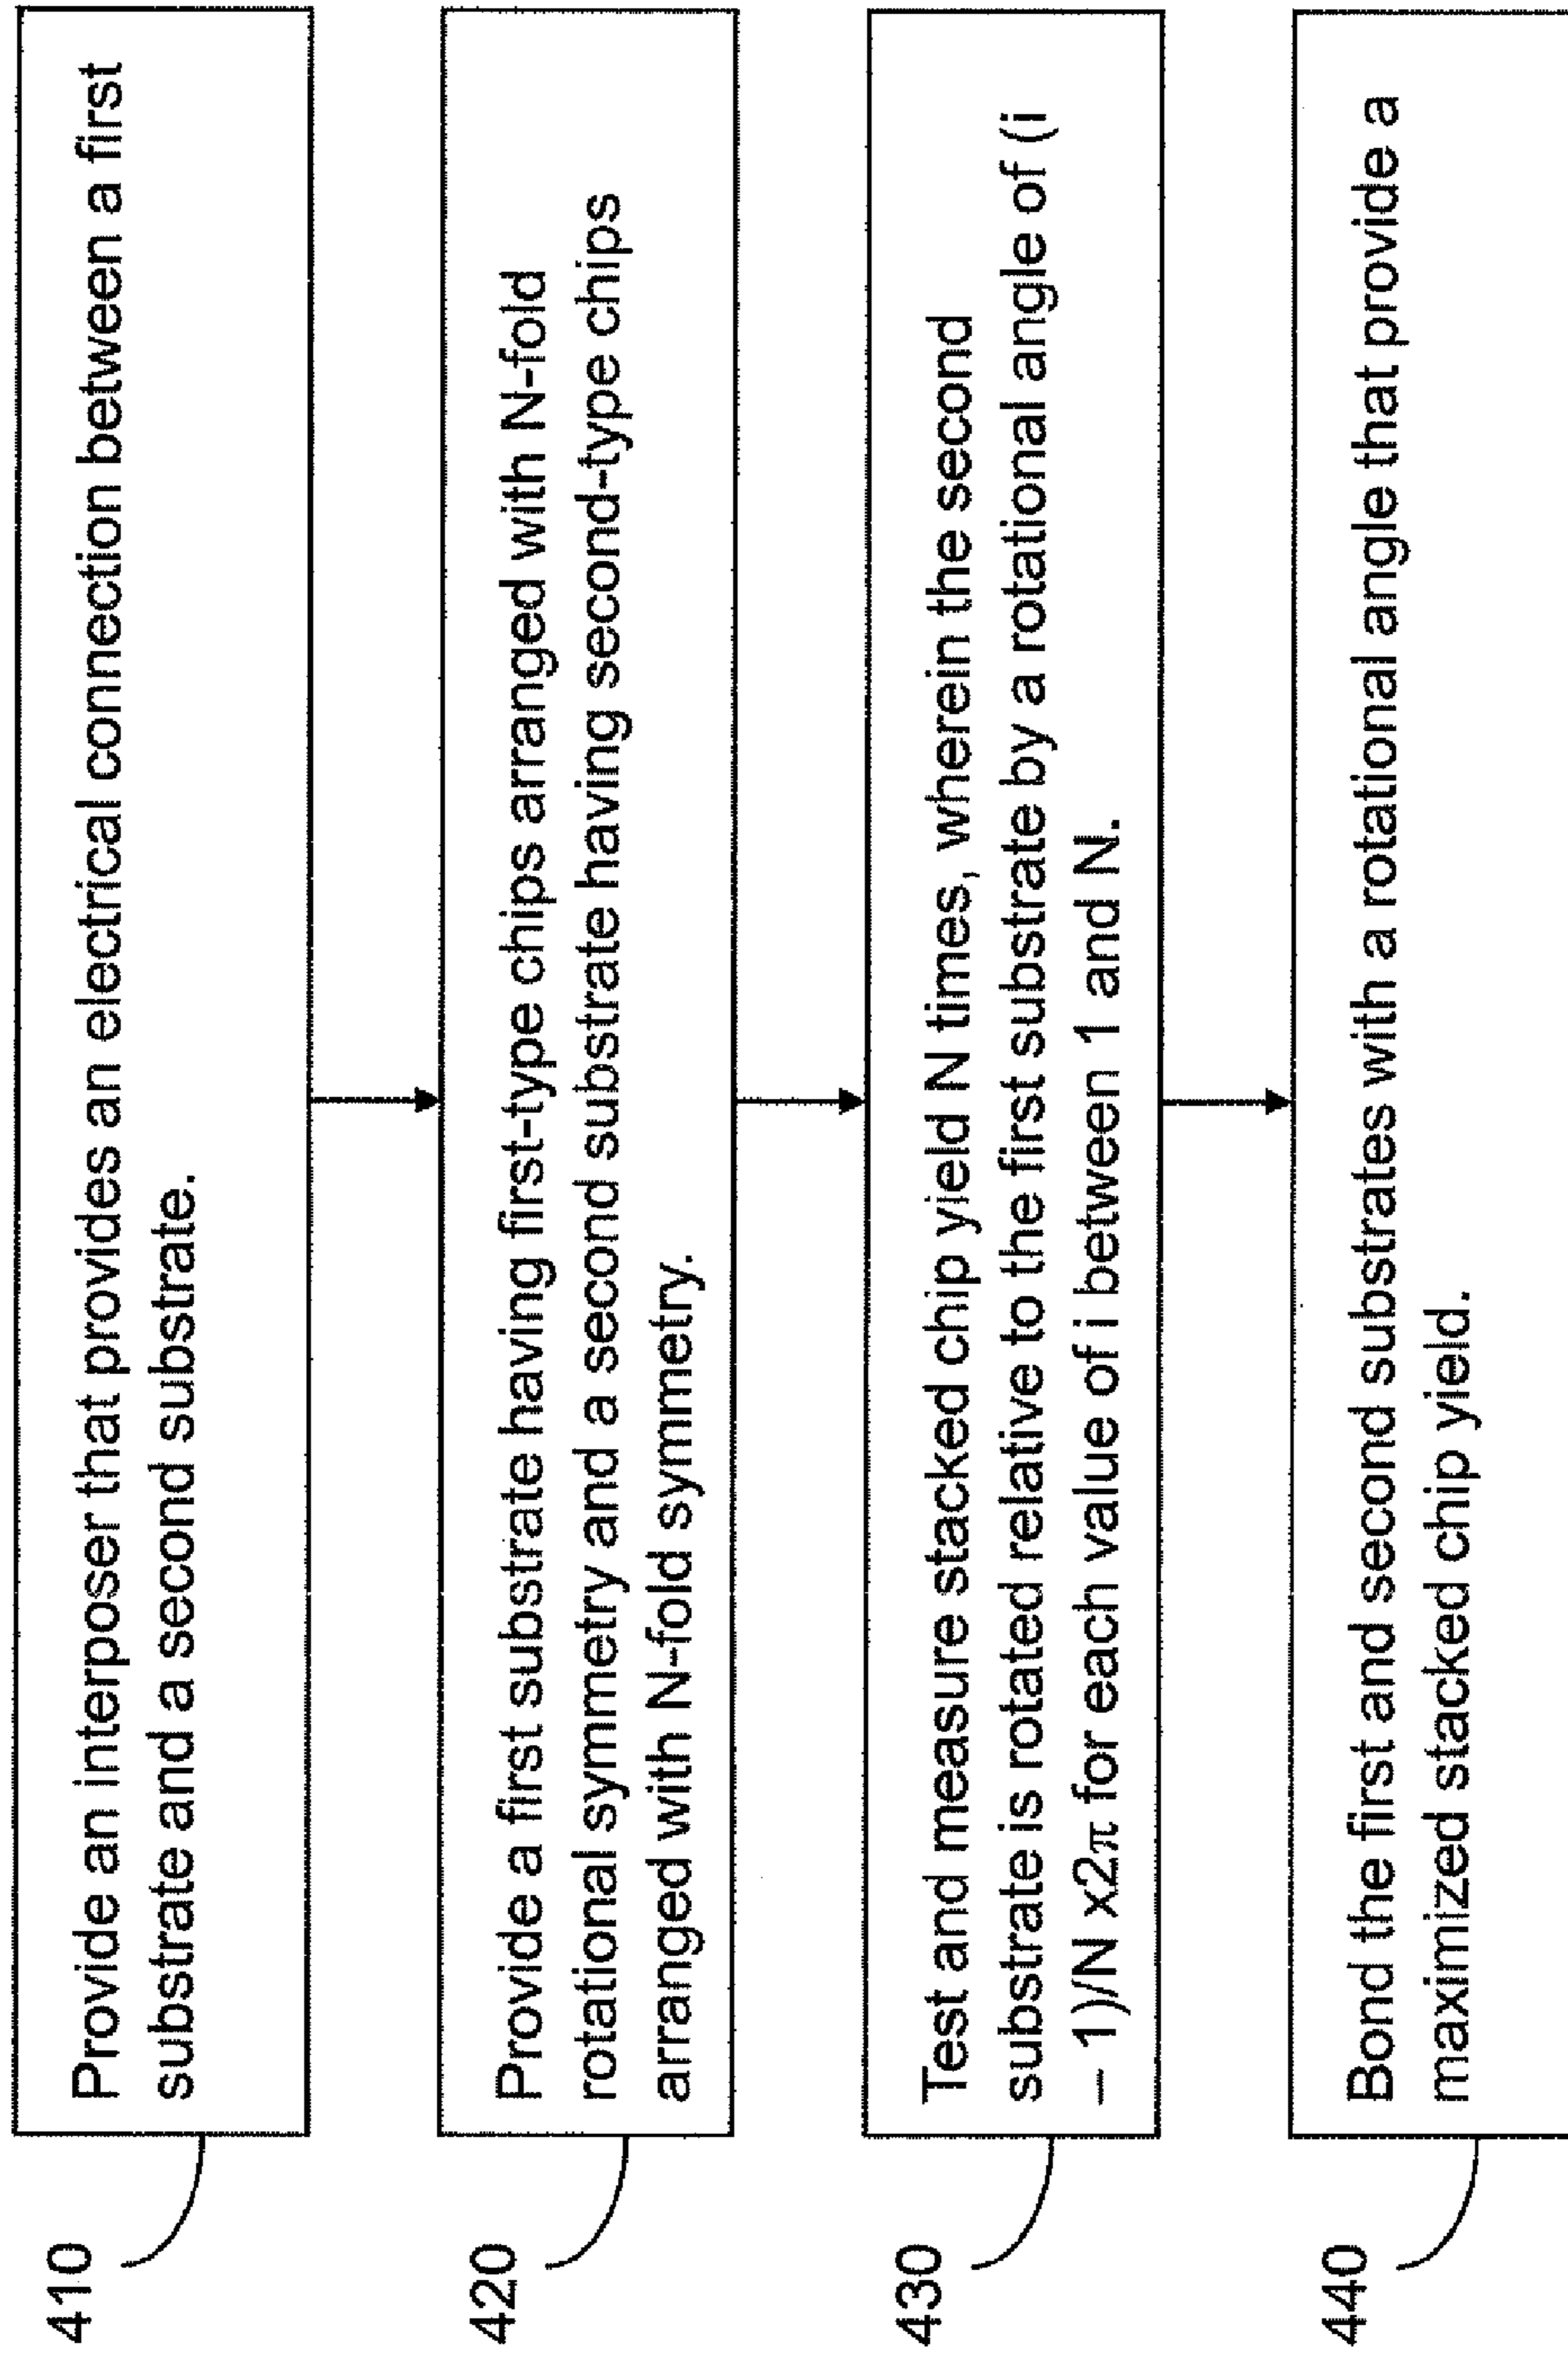 410
Provide an interposer that provides an electrical connection between a first
substrate and a second substrate.
420
Provide a first substrate having first-type chips arranged with N-fold
rotational symmetry and a second substrate having second-type chips
arranged with N-fold symmetry.
430
Test and measure stacked chip yield N times, wherein the second
substrate is rotated relative to the first substrate by a rotational angle of (i
– 1)/N x2π for each value of i between 1 and N.
440
Bond the first and second substrates with a rotational angle that provide a
maximized stacked chip yield.